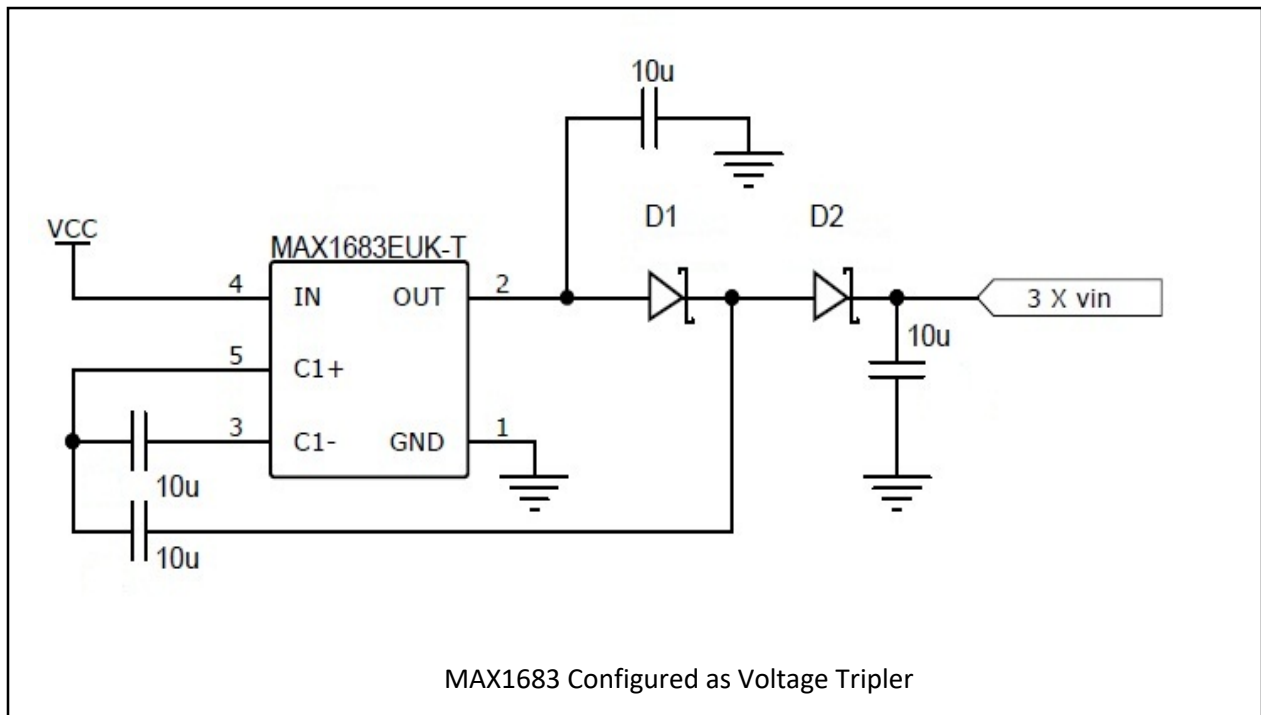 10u
D1
D2
VCC
MAX1683EUK-T
4
IN
OUT
2
3 X vin
10u
5
C1+
3
C1-
GND
1
10u
10u
MAX1683 Configured as Voltage Tripler